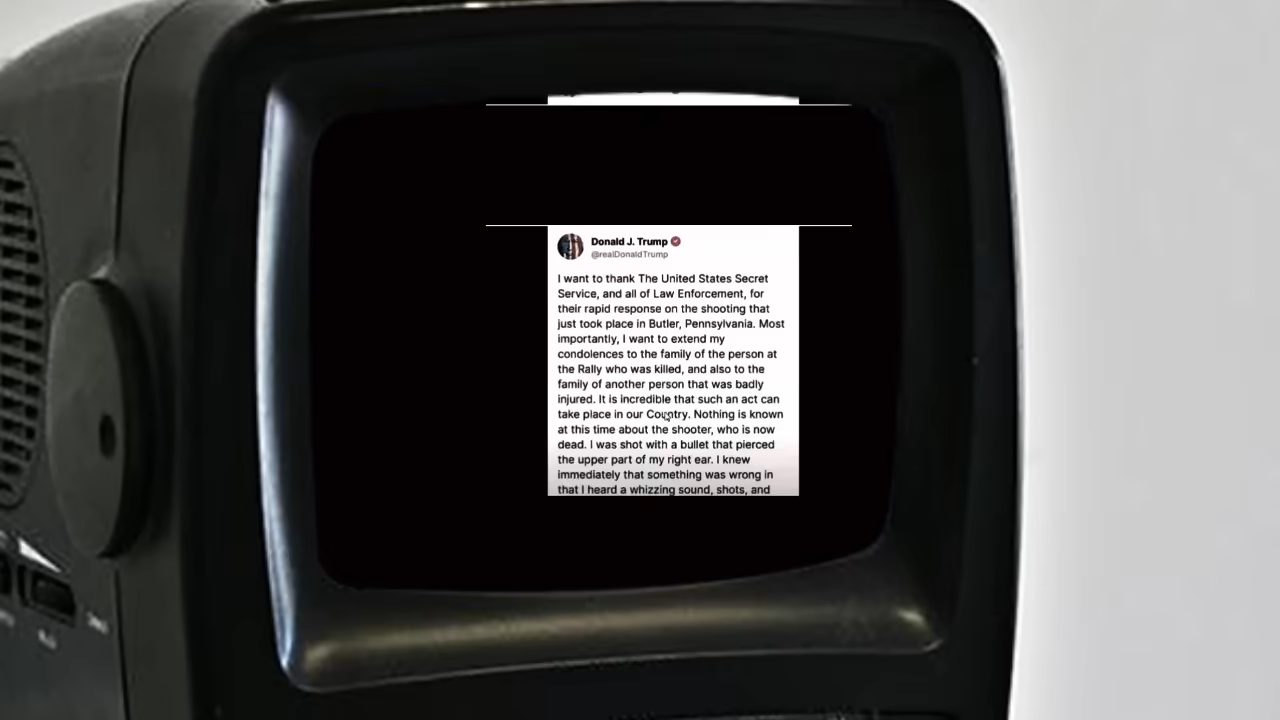 Donald J. Trump
@realDonaldTrump
I want to thank The United States Secret
Service, and all of Law Enforcement, for
their rapid response on the shooting that
just took place in Butler, Pennsylvania. Most
importantly, I want to extend my
condolences to the family of the person at
the Rally who was killed, and also to the
family of another person that was badly
injured. It is incredible that such an act can
take place in our Country. Nothing is known
at this time about the shooter, who is now
dead. I was shot with a bullet that pierced
the upper part of my right ear. I knew
immediately that something was wrong in
that I heard a whizzing sound, shots, and